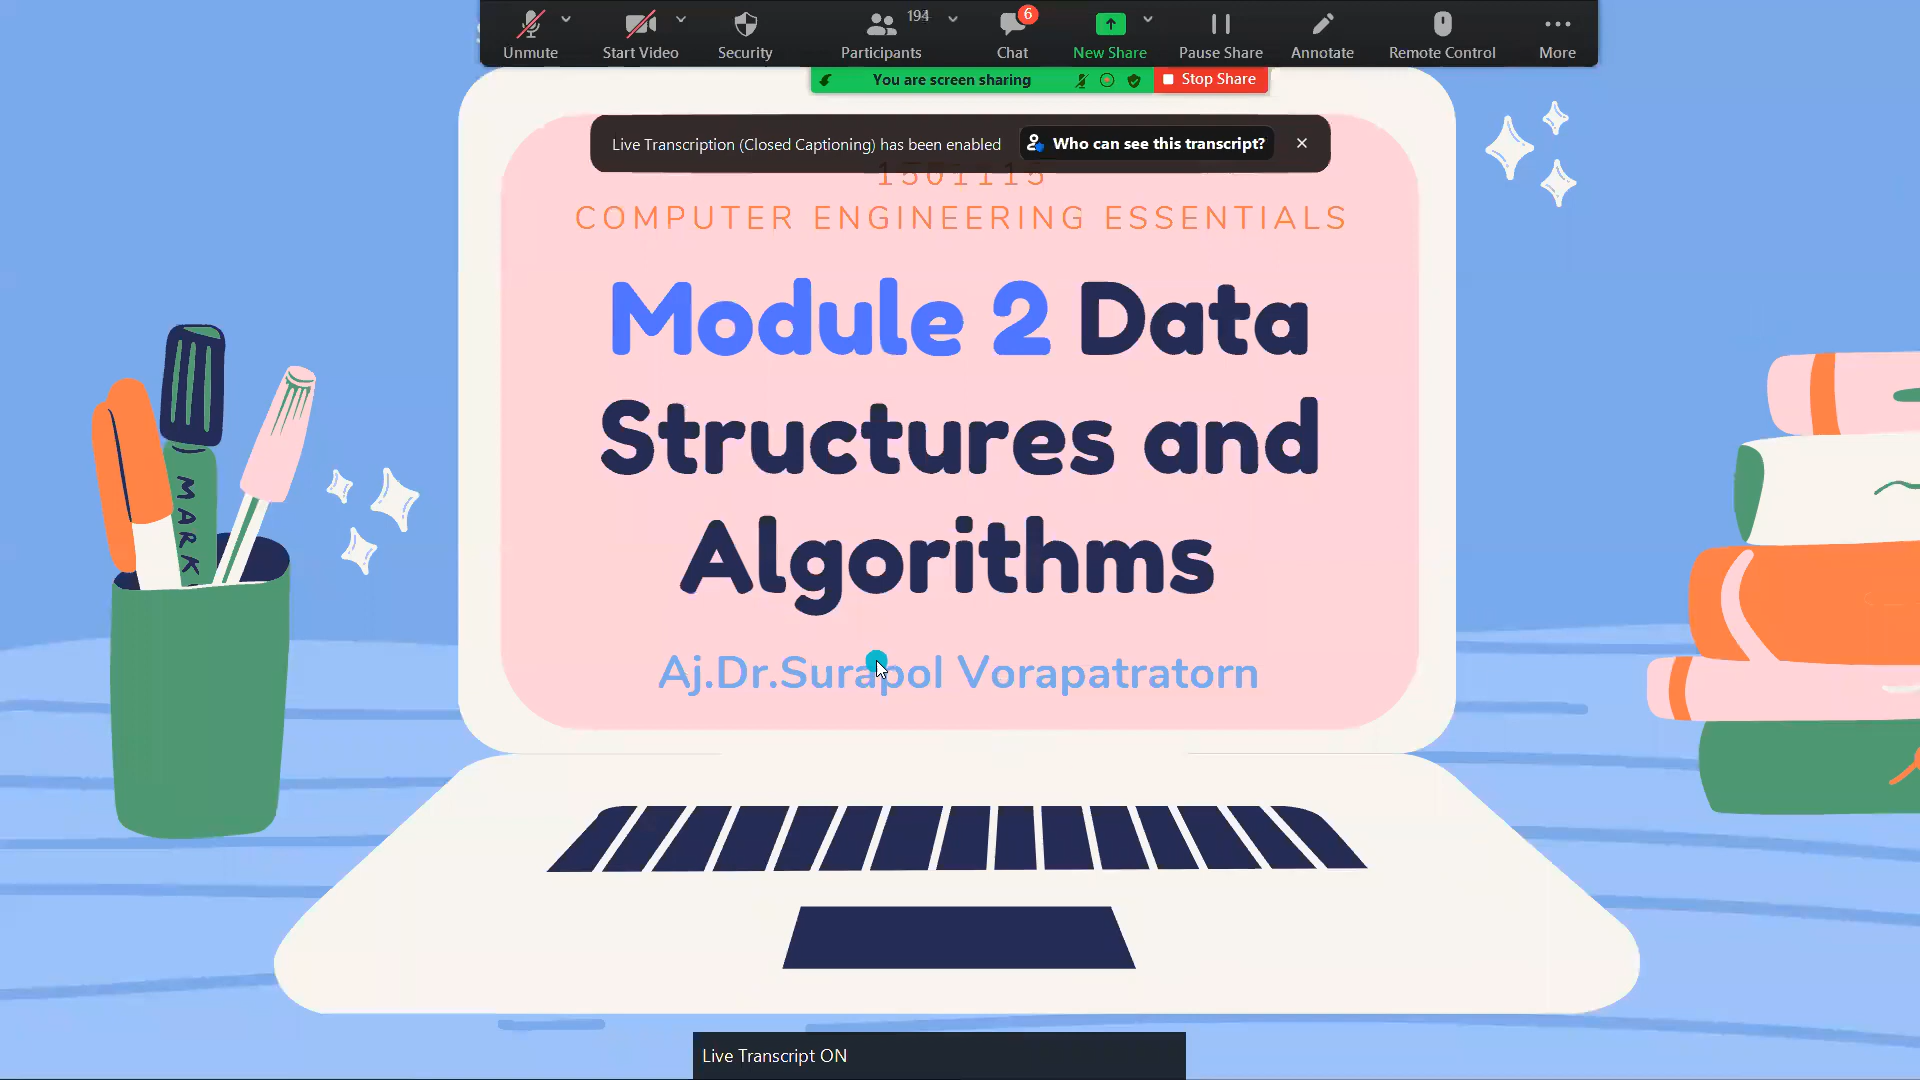 194
6
Unmute
Start Video
Security
Participants
Chat
New Share
Pause Share
Annotate
Remote Control
More
You are screen sharing
Stop Share
Live Transcription (Closed Captioning) has been enabled
Who can see this transcript?
1501115
COMPUTER ENGINEERING ESSENTIALS
Module 2 Data
Structures and
Algorithms
Aj.Dr.Surapol Vorapatratorn
MARK
Live Transcript ON